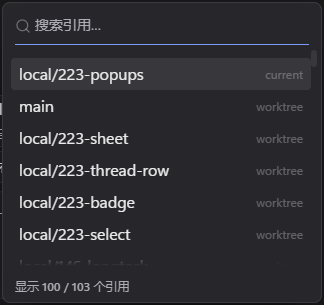 搜索引用...
local/223-popups current
main worktree
local/223-sheet worktree
local/223-thread-row worktree
local/223-badge worktree
local/223-select worktree
显示 100 / 103 个引用